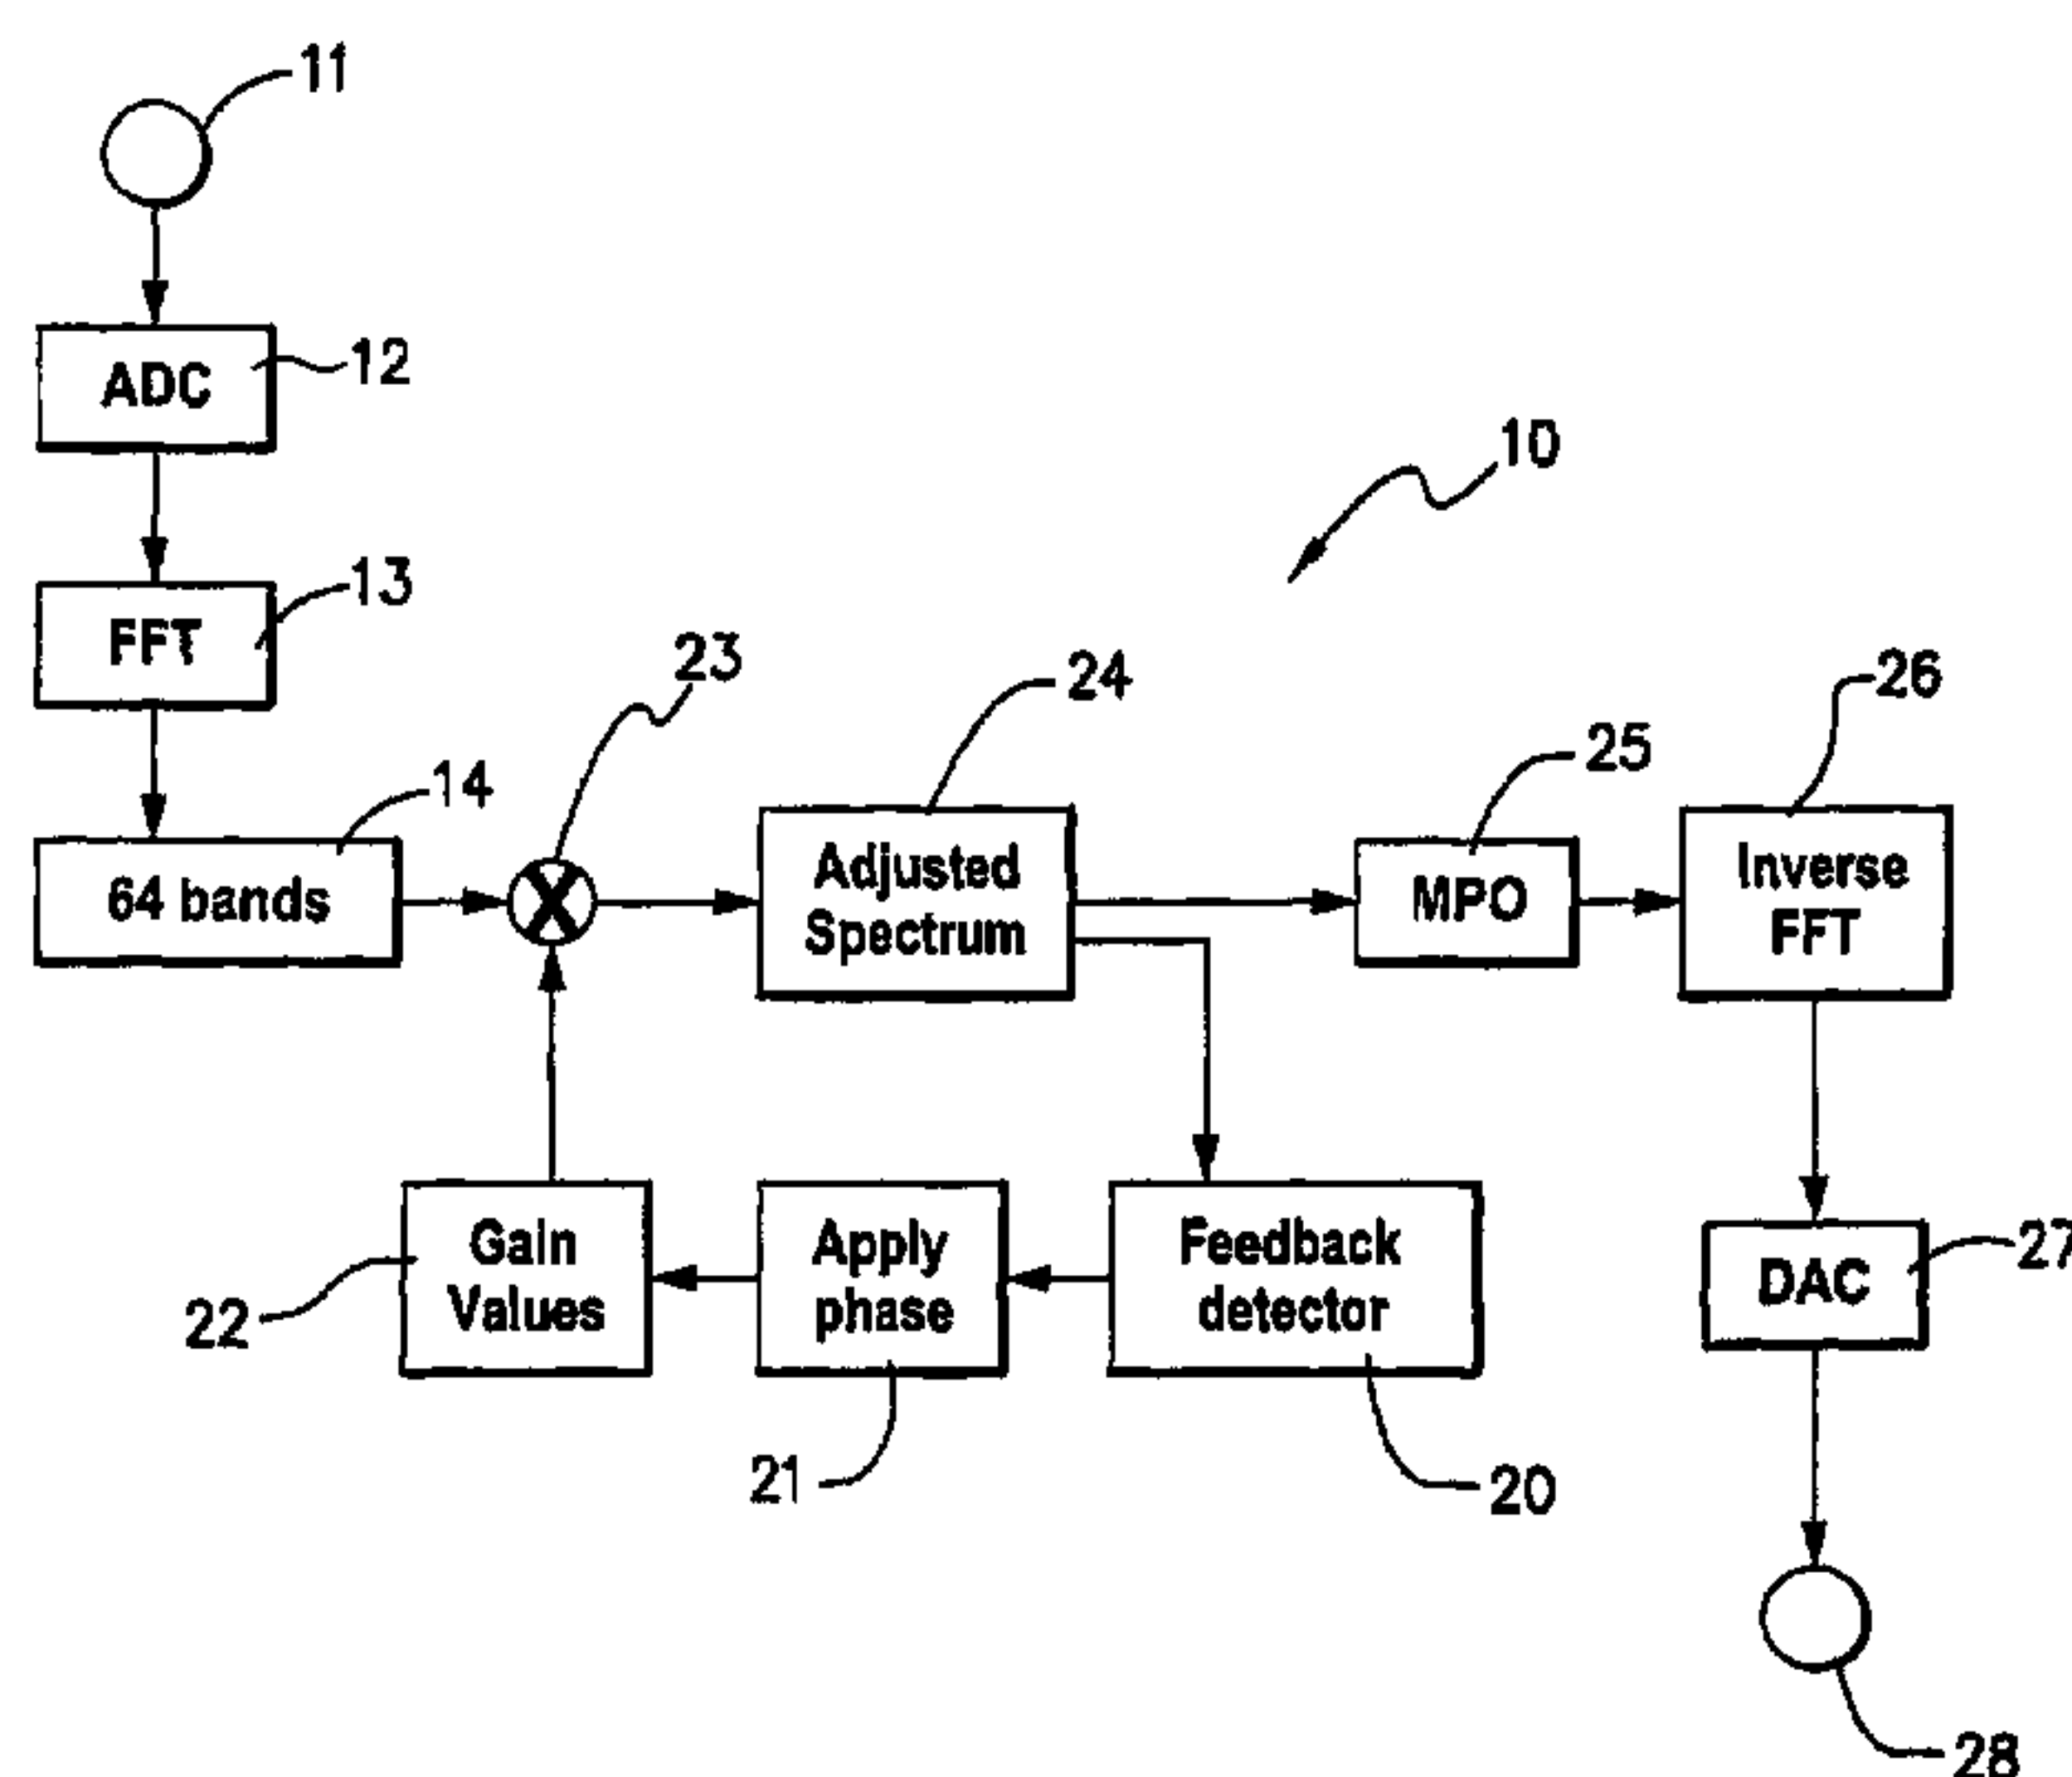 11
ADC
12
10
FFT
13
23
24
26
25
14
64 bands
X
Adjusted
Spectrum
MPO
Inverse
FFT
Gain
Values
Apply
phase
Feedback
detector
27
DAC
22
21
20
28